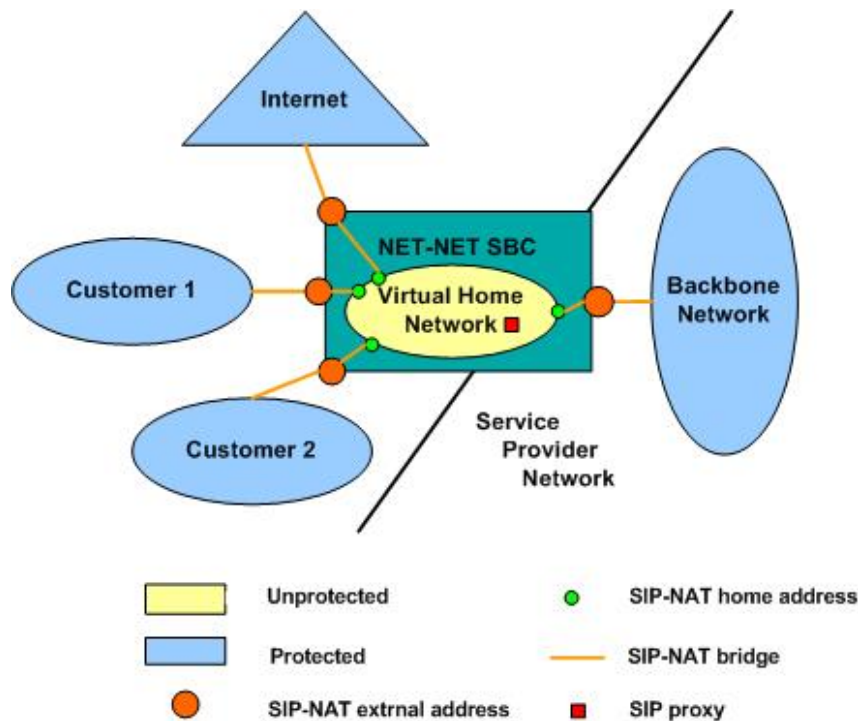 Internet
NET-NET SBC
Customer 1
Virtual Home
Network
Backbone
Network
Customer 2
Service
Provider
Network
Unprotected
SIP-NAT home address
Protected
SIP-NAT bridge
SIP-NAT extrnal address
SIP proxy